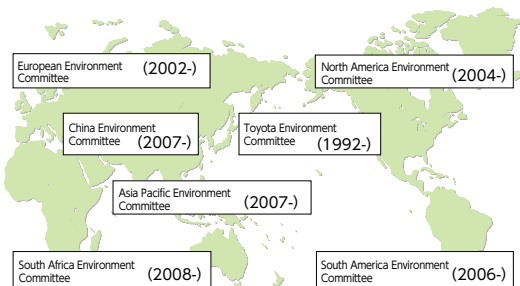 European Environment
Committee (2002-)
North America Environment
Committee (2004-)
China Environment
Committee (2007-)
Toyota Environment
Committee (1992-)
Asia Pacific Environment
Committee (2007-)
South Africa Environment
Committee (2008-)
South America Environment
Committee (2006-)